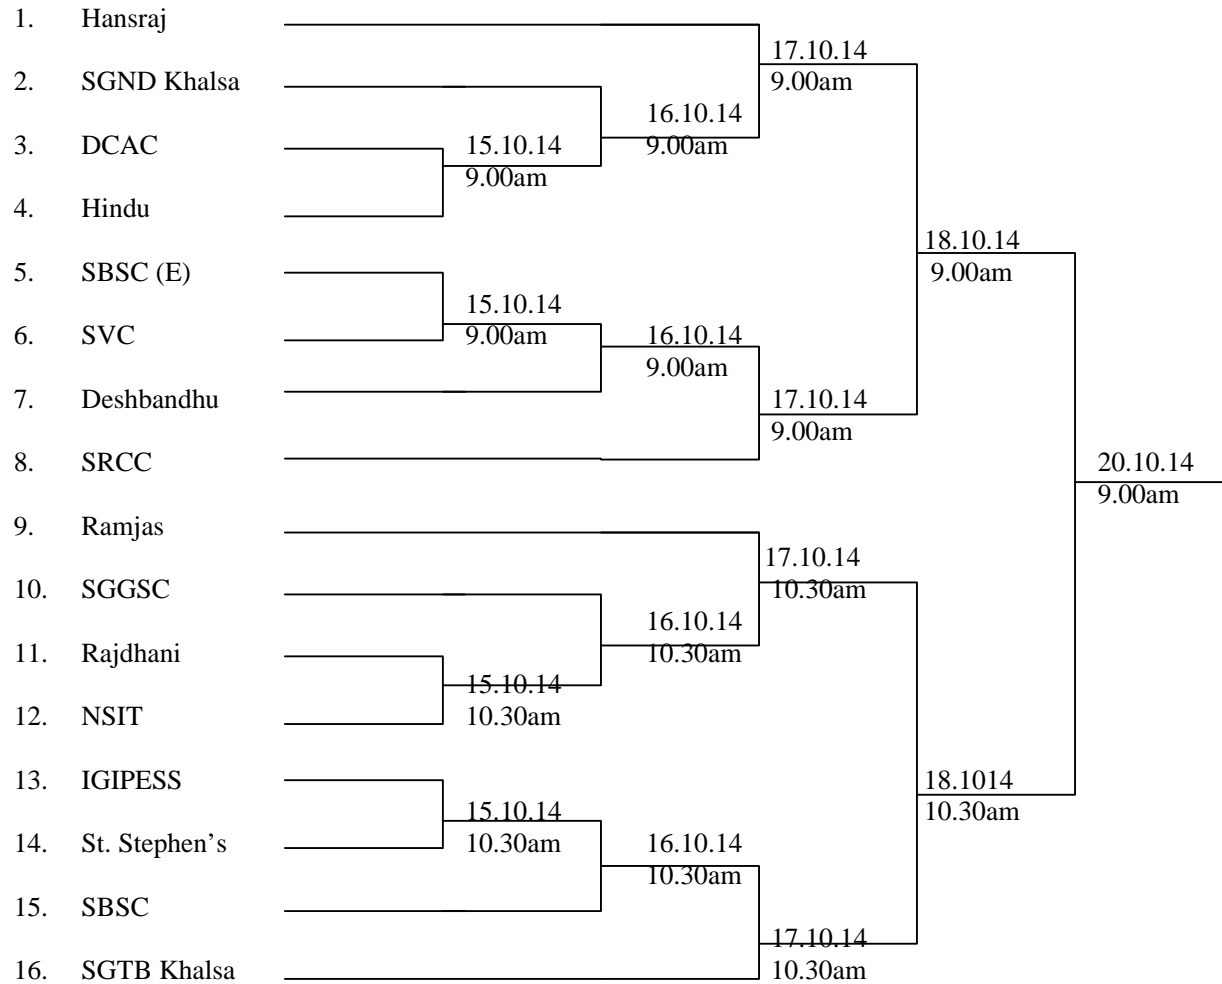 1. Hansraj
17.10.14
2. SGND Khalsa
9.00am
16.10.14
3. DCAC
15.10.14
9.00am
9.00am
4. Hindu
18.10.14
5. SBSC (E)
9.00am
15.10.14
6. SVC
9.00am
16.10.14
9.00am
7. Deshbandhu
17.10.14
9.00am
8. SRCC
20.10.14
9.00am
9. Ramjas
17.10.14
10. SGGSC
10.30am
16.10.14
11. Rajdhani
10.30am
15.10.14
12. NSIT
10.30am
13. IGIPESS
18.1014
15.10.14
10.30am
14. St. Stephen’s
10.30am
16.10.14
10.30am
15. SBSC
17.10.14
16. SGTB Khalsa
10.30am